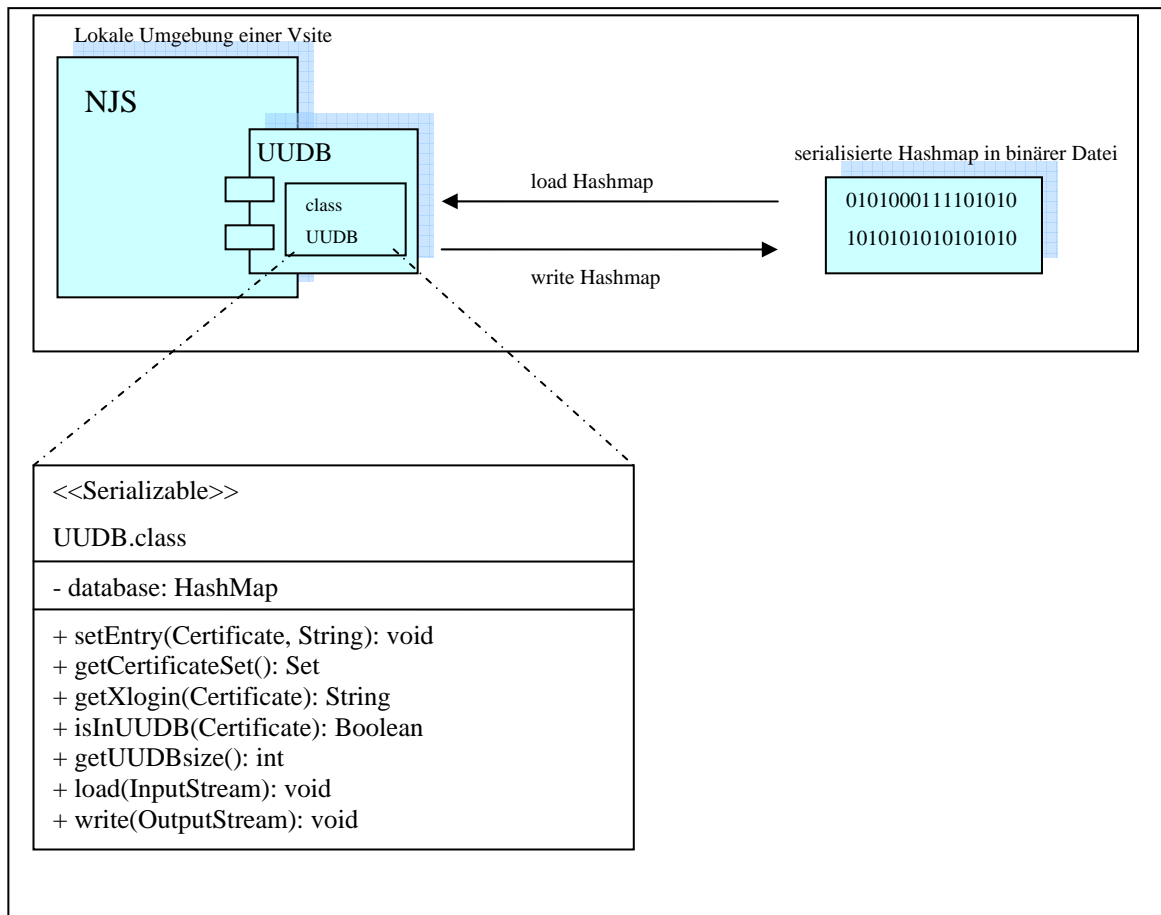 Lokale Umgebung einer Vsite
NJS
UUDB
class
UUDB
load Hashmap
write Hashmap
serialisierte Hashmap in binärer Datei
0101000111101010
1010101010101010
<<Serializable>>
UUDB.class
- database: HashMap
+ setEntry(Certificate, String): void
+ getCertificateSet(): Set
+ getXlogin(Certificate): String
+ isInUUDB(Certificate): Boolean
+ getUUDBsize(): int
+ load(InputStream): void
+ write(OutputStream): void